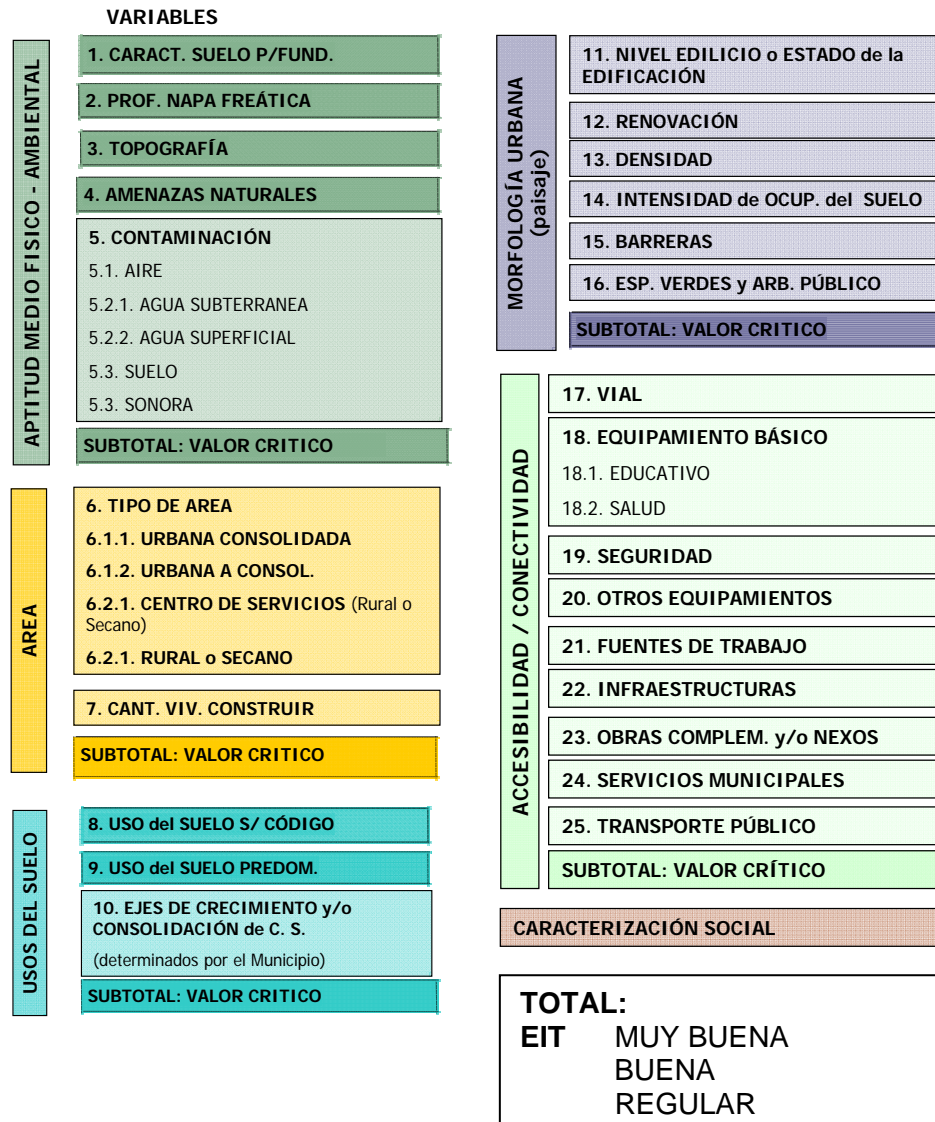 VARIABLES
APTITUD MEDIO FISICO - AMBIENTAL
1. CARACT. SUELO P/FUND.
2. PROF. NAPA FREÁTICA
3. TOPOGRAFÍA
4. AMENAZAS NATURALES
5. CONTAMINACIÓN
5.1. AIRE
5.2.1. AGUA SUBTERRANEA
5.2.2. AGUA SUPERFICIAL
5.3. SUELO
5.3. SONORA
SUBTOTAL: VALOR CRITICO
AREA
6. TIPO DE AREA
6.1.1. URBANA CONSOLIDADA
6.1.2. URBANA A CONSOL.
6.2.1. CENTRO DE SERVICIOS (Rural o
Secano)
6.2.1. RURAL o SECANO
7. CANT. VIV. CONSTRUIR
SUBTOTAL: VALOR CRITICO
USOS DEL SUELO
8. USO del SUELO S/ CÓDIGO
9. USO del SUELO PREDOM.
10. EJES DE CRECIMIENTO y/o
CONSOLIDACIÓN de C. S.
(determinados por el Municipio)
SUBTOTAL: VALOR CRITICO
MORFOLOGÍA URBANA
(paisaje)
11. NIVEL EDILICIO o ESTADO de la
EDIFICACIÓN
12. RENOVACIÓN
13. DENSIDAD
14. INTENSIDAD de OCUP. del SUELO
15. BARRERAS
16. ESP. VERDES y ARB. PÚBLICO
SUBTOTAL: VALOR CRITICO
ACCESIBILIDAD / CONECTIVIDAD
17. VIAL
18. EQUIPAMIENTO BÁSICO
18.1. EDUCATIVO
18.2. SALUD
19. SEGURIDAD
20. OTROS EQUIPAMIENTOS
21. FUENTES DE TRABAJO
22. INFRAESTRUCTURAS
23. OBRAS COMPLEM. y/o NEXOS
24. SERVICIOS MUNICIPALES
25. TRANSPORTE PÚBLICO
SUBTOTAL: VALOR CRÍTICO
CARACTERIZACIÓN SOCIAL
TOTAL:
EIT MUY BUENA
BUENA
REGULAR